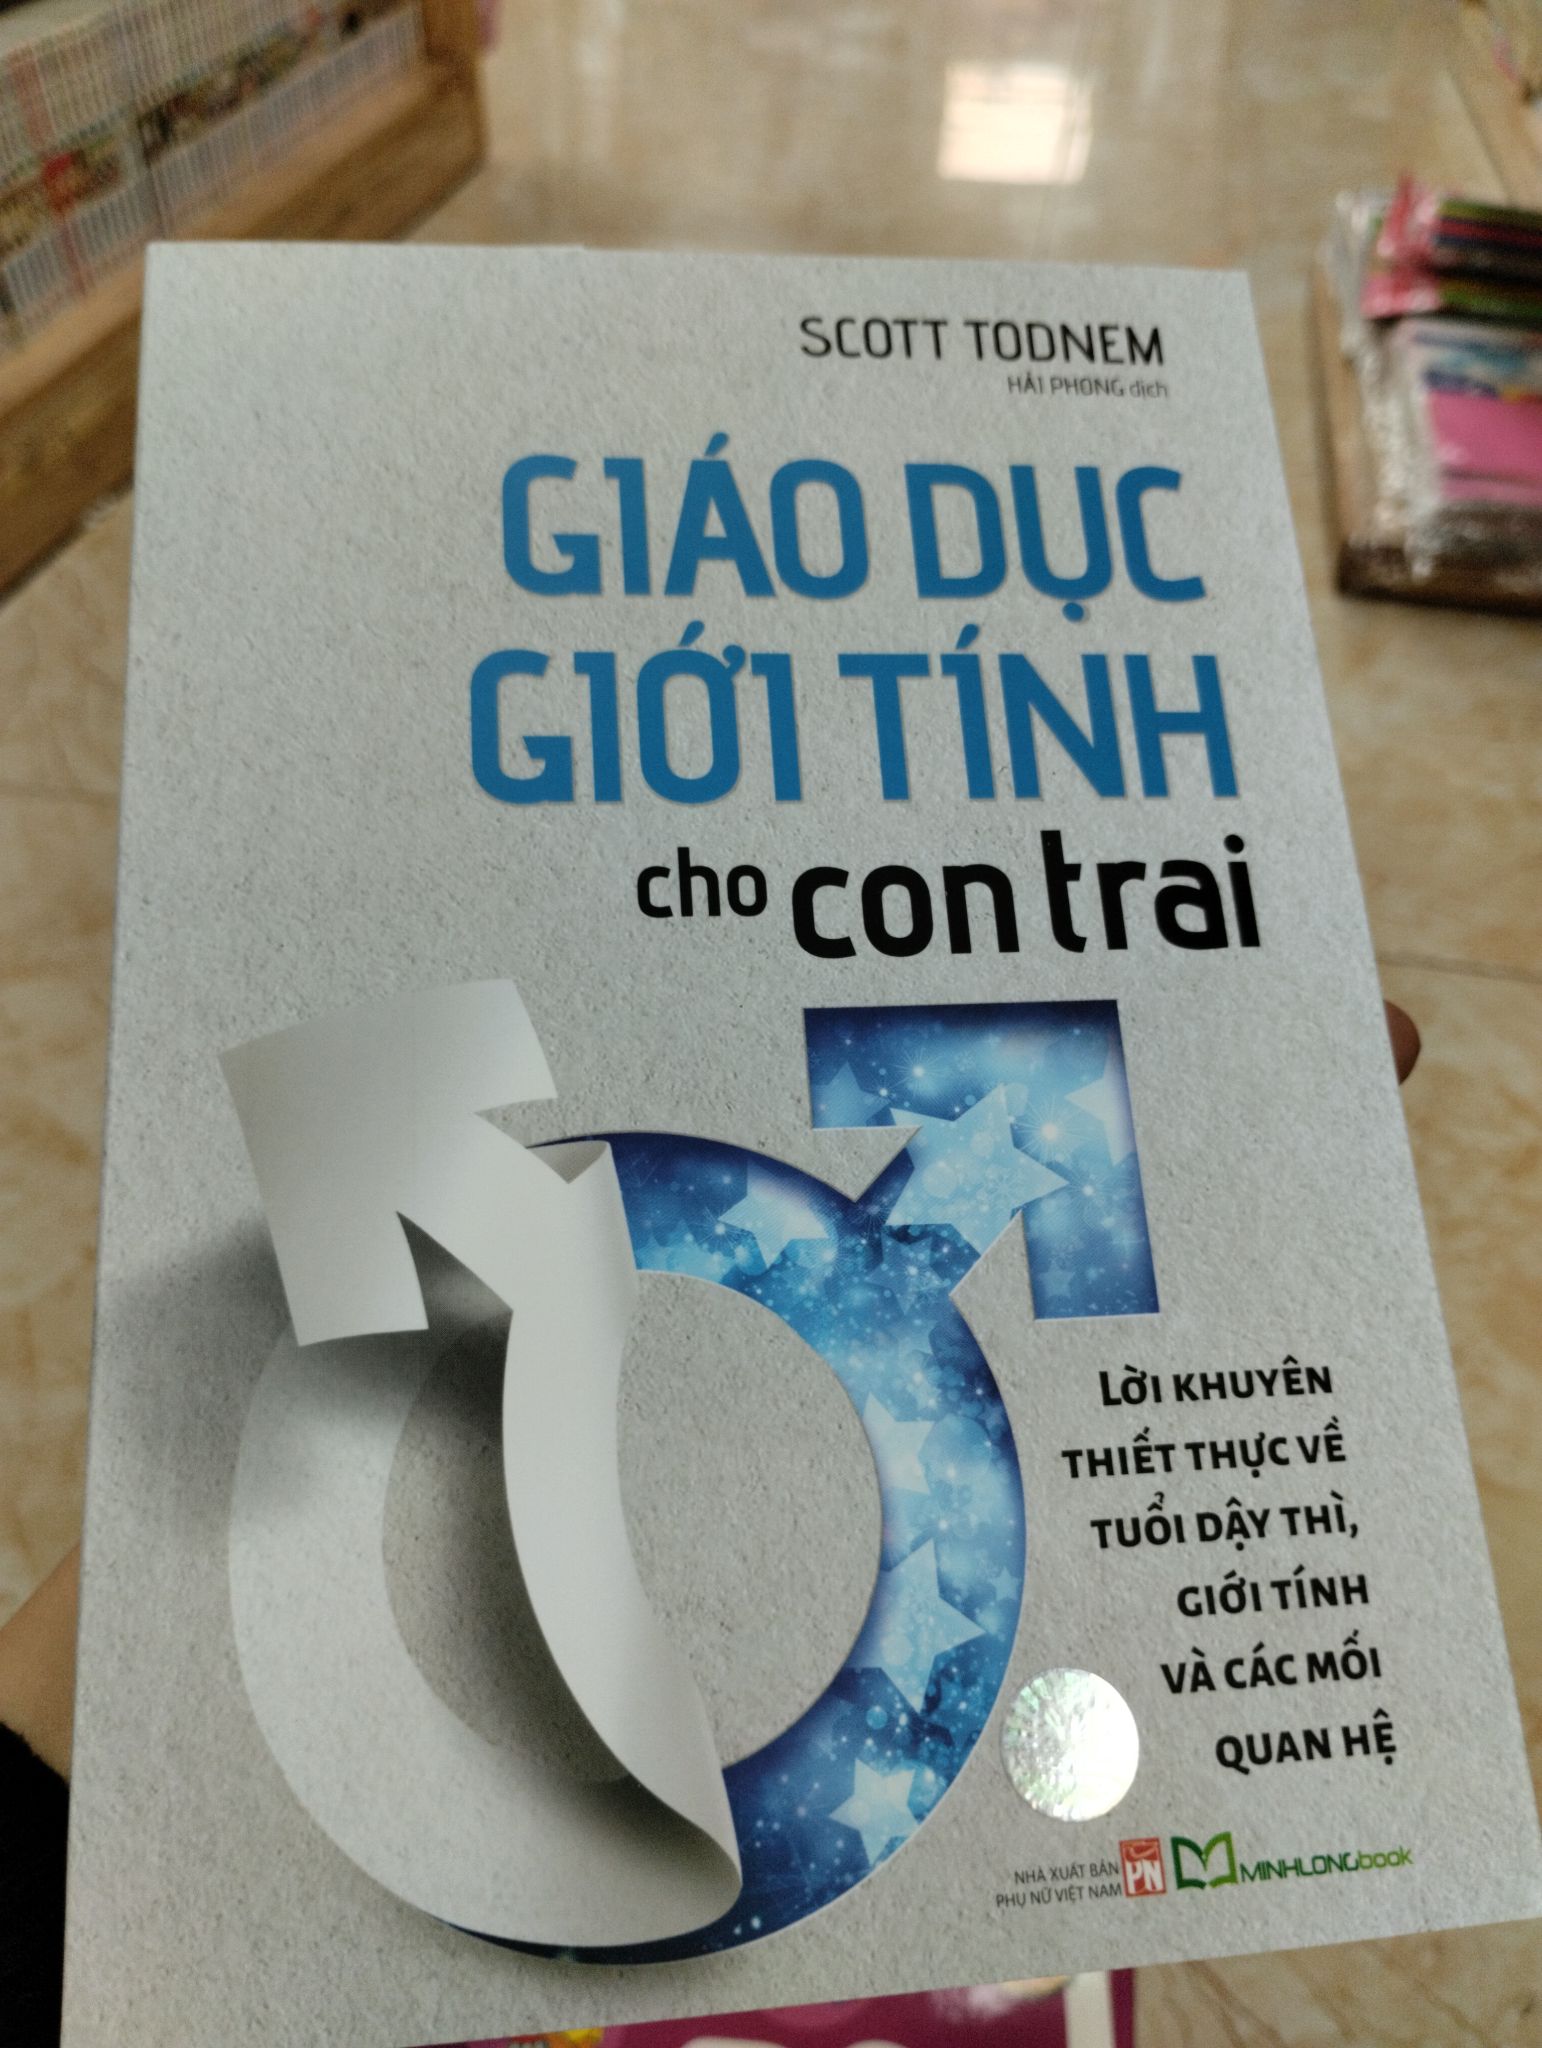 SCOTT TODNEM
HẢI PHONG dịch
GIÁO DỤC
GIỚI TÍNH
cho con trai
LỜI KHUYÊN
THIẾT THỰC VỀ
TUỔI DẬY THÌ,
GIỚI TÍNH
VÀ CÁC MỐI
QUAN HỆ
NHÀ XUẤT BẢN
PHỤ NỮ VIỆT NAM
PN
MINHLONGbook